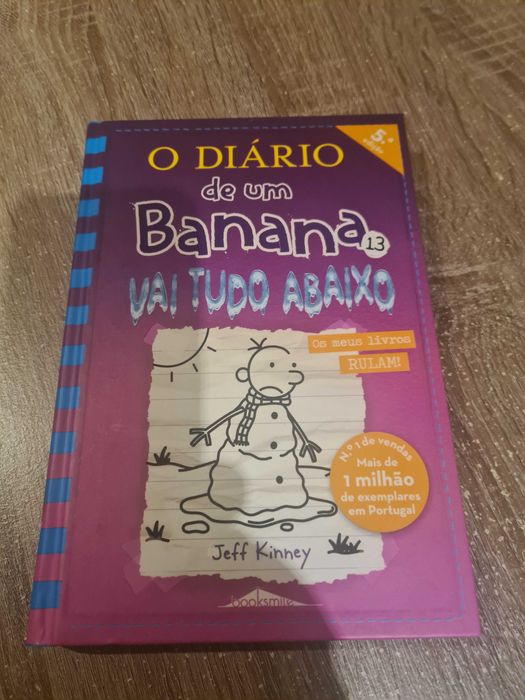 5.ª
edição
O DIÁRIO
de um
Banana
13
VAI TUDO ABAIXO
Os meus livros
RULAM!
N.º 1 de vendas
Mais de
1 milhão
de exemplares
em Portugal
Jeff Kinney
booksmile